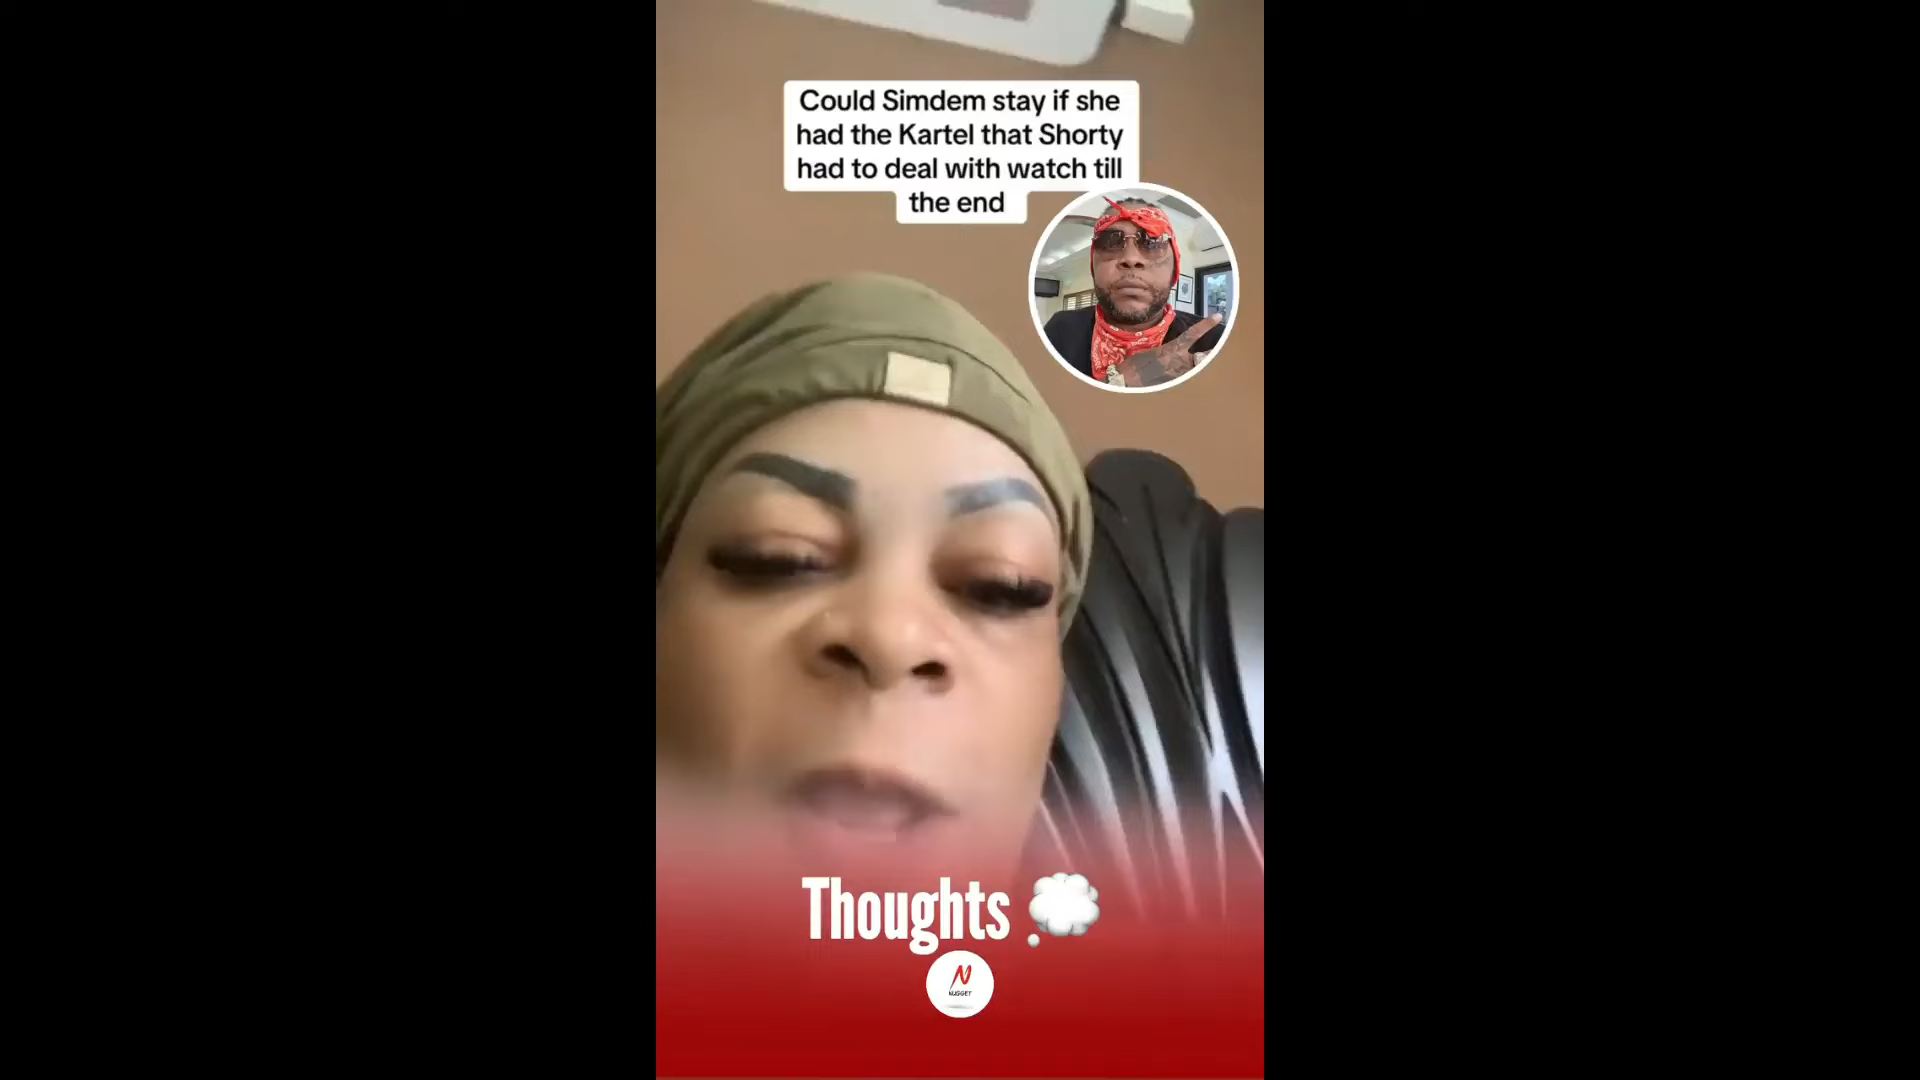 Could Simdem stay if she
had the Kartel that Shorty
had to deal with watch till
the end
Thoughts
NUGGET